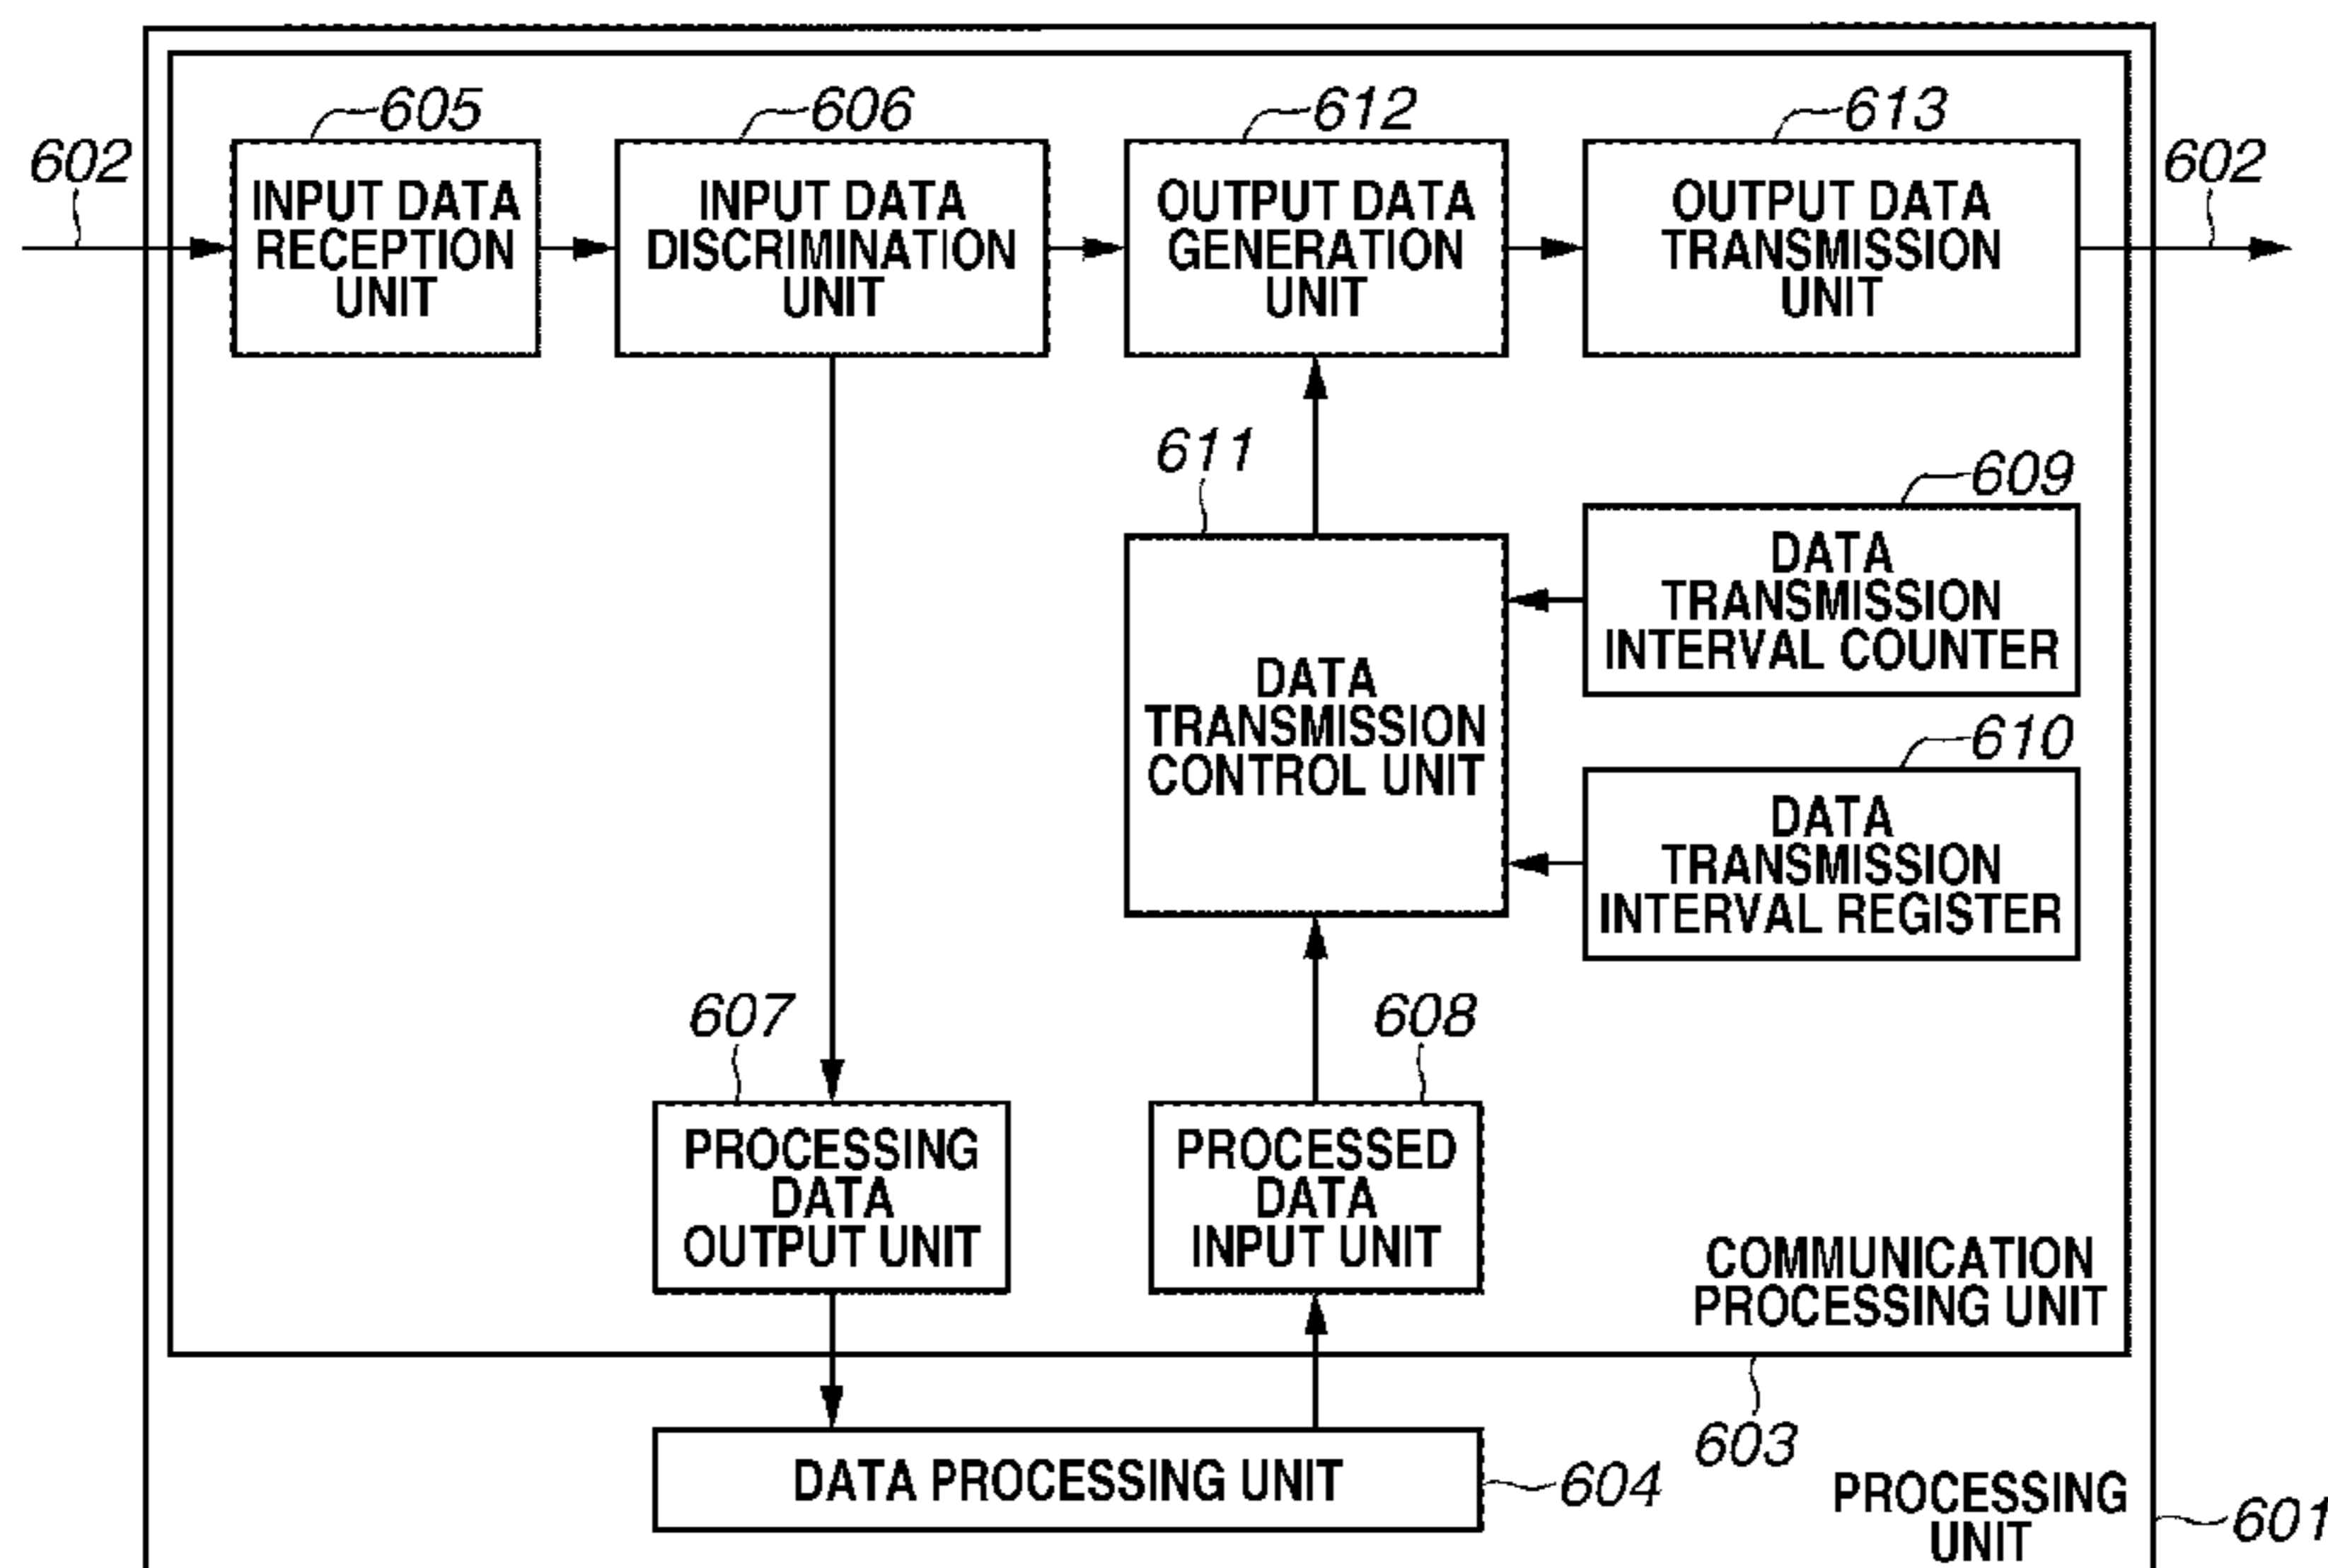 605
606
612
613
602
602
INPUT DATA
RECEPTION
UNIT
INPUT DATA
DISCRIMINATION
UNIT
OUTPUT DATA
GENERATION
UNIT
OUTPUT DATA
TRANSMISSION
UNIT
611
609
DATA
TRANSMISSION
INTERVAL COUNTER
DATA
TRANSMISSION
CONTROL UNIT
610
DATA
TRANSMISSION
INTERVAL REGISTER
607
608
PROCESSING
DATA
OUTPUT UNIT
PROCESSED
DATA
INPUT UNIT
COMMUNICATION
PROCESSING UNIT
603
DATA PROCESSING UNIT
604
PROCESSING
UNIT
601